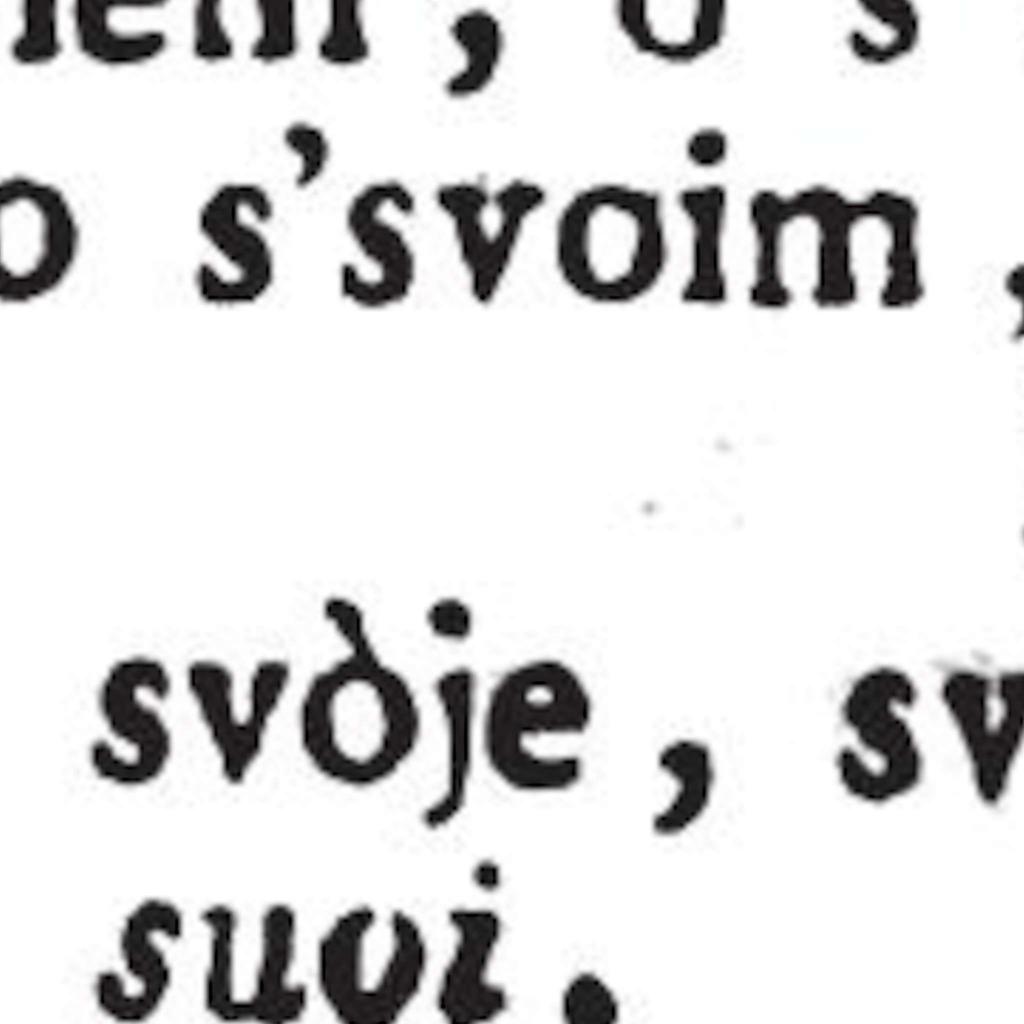 o s'svoim ,
svòje , sv
suoi .